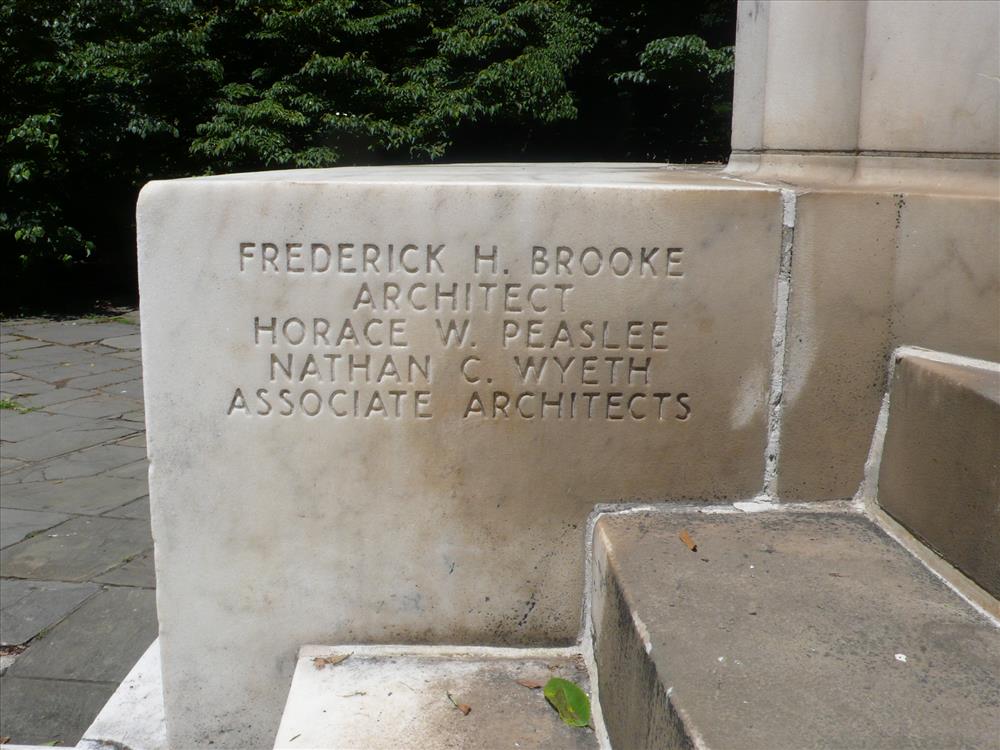 FREDERICK H. BROOKE
ARCHITECT
HORACE W. PEASLEE
NATHAN C. WYETH
ASSOCIATE ARCHITECTS